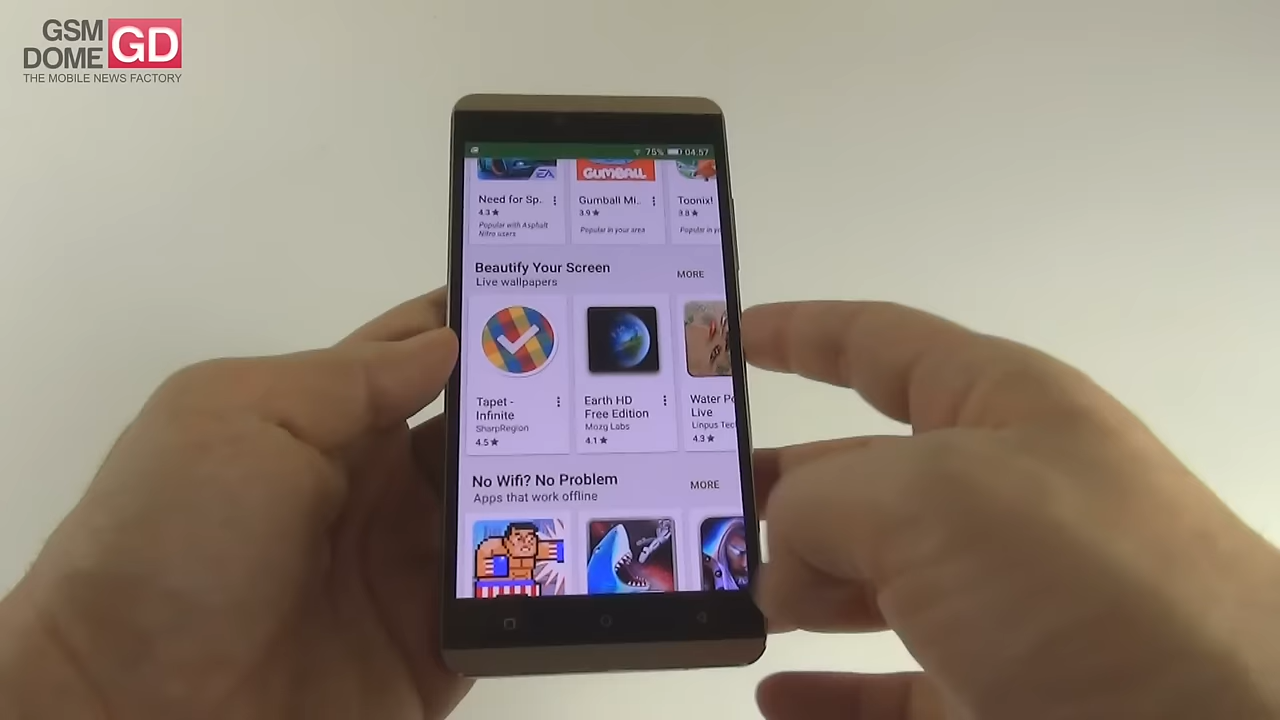 GSM
DOME GD
THE MOBILE NEWS FACTORY
75% 04:57
EA
GUMBALL
Need for Sp..
4.3★
Popular with Asphalt
Nitro users
Gumball Mi..
3.9★
Popular in your area
Toonix!
3.8★
Popular in
Beautify Your Screen
MORE
Live wallpapers
Tapet -
Infinite
SharpRegion
4.5★
Earth HD
Free Edition
Mozg Labs
4.1★
Water
Live
Linpus
4.3★
No Wifi? No Problem
MORE
Apps that work offline